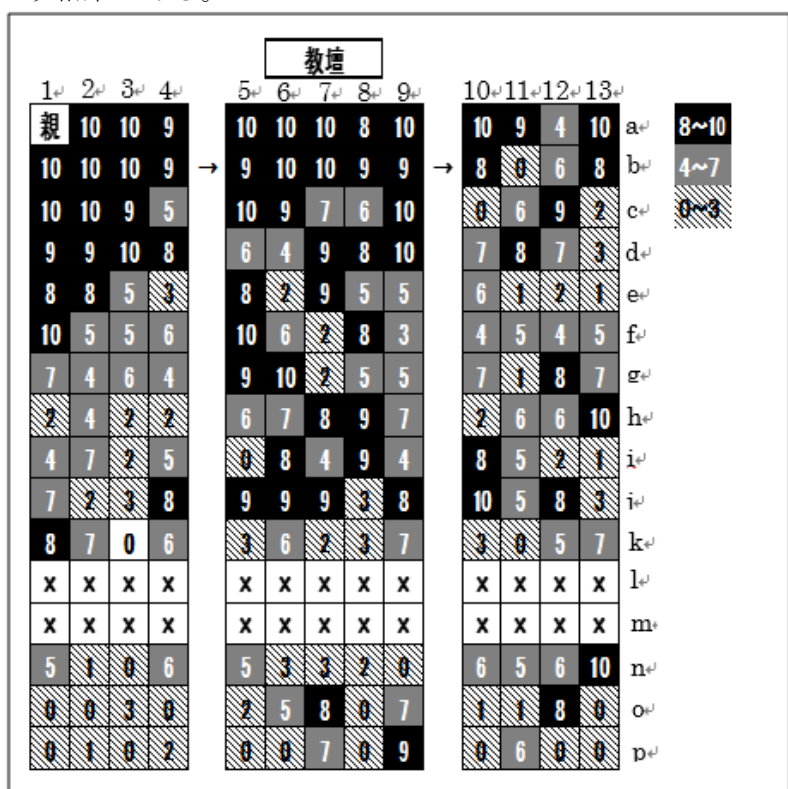 教壇
1 2 3 4 5 6 7 8 9 10 11 12 13
親 10 10 9 10 10 10 8 10 10 9 4 10 a 8~10
10 10 10 9 → 9 10 10 9 9 → 8 0 6 8 b 4~7
10 10 9 5 10 9 7 6 10 0 6 9 2 c 0~3
9 9 10 8 6 4 9 8 10 7 8 7 3 d
8 8 5 3 8 2 9 5 5 6 1 2 1 e
10 5 5 6 10 6 2 8 3 4 5 4 5 f
7 4 6 4 9 10 2 5 5 7 1 8 7 g
2 4 2 2 6 7 8 9 7 2 6 6 10 h
4 7 2 5 0 8 4 9 4 8 5 2 1 i
7 2 3 8 9 9 9 3 8 10 5 8 3 i
8 7 0 6 3 6 2 3 7 3 0 5 7 k
x x x x x x x x x x x x x l
x x x x x x x x x x x x x m
5 1 0 6 5 3 3 2 0 6 5 6 10 n
0 0 3 0 2 5 8 0 7 1 1 8 0 o
0 1 0 2 0 0 7 0 9 0 6 0 0 p